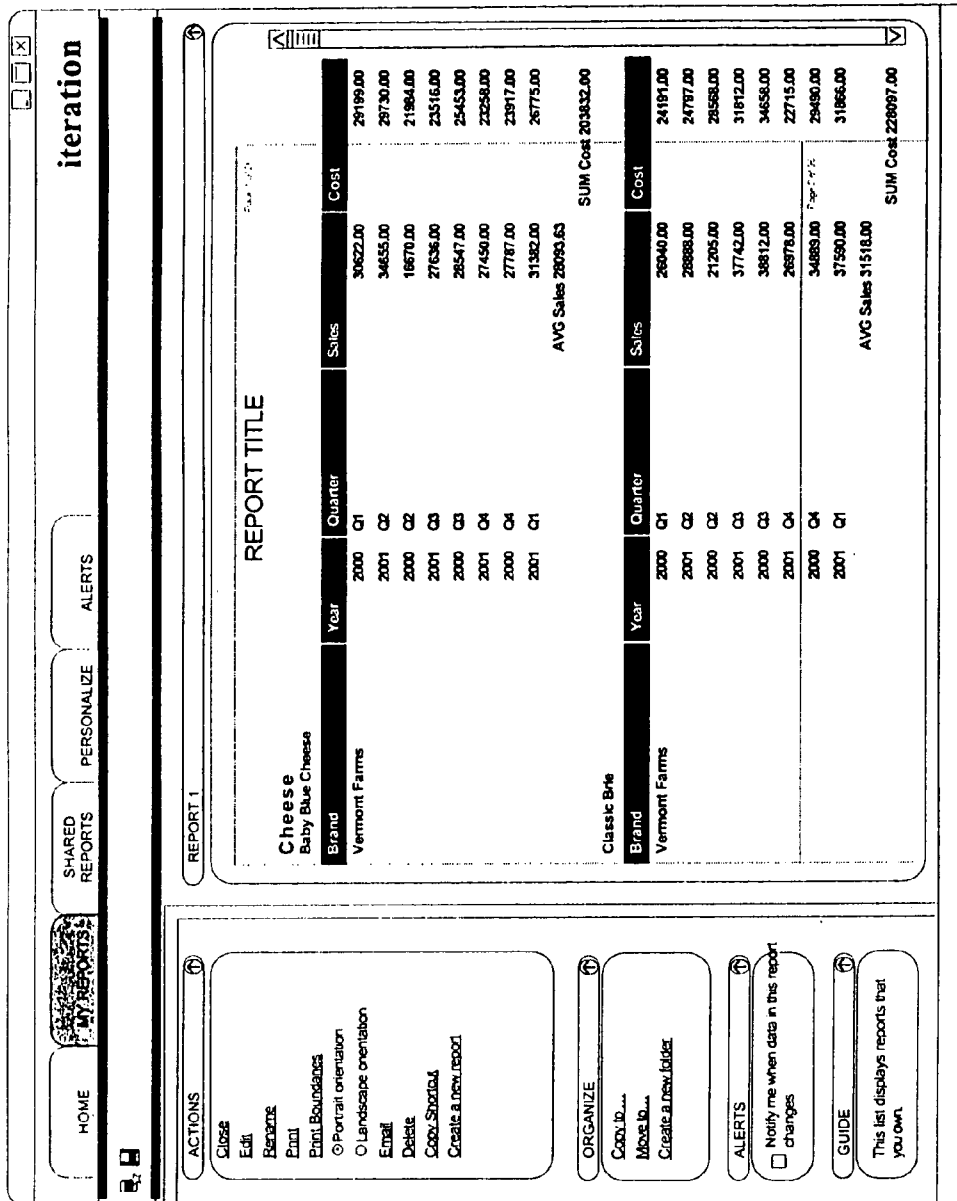 iteration
HOME
MY REPORTS
SHARED REPORTS
PERSONALIZE
ALERTS
ACTIONS
Close
Edit
Rename
Print
Print Boundaries
Portrait orientation
Landscape orientation
Email
Delete
Copy Shortcut
Create a new report
ORGANIZE
Copy to ...
Move to ...
Create a new folder
ALERTS
Notify me when data in this report
changes
GUIDE
This list displays reports that
you own.
REPORT 1
REPORT TITLE
Cheese
Baby Blue Cheese
Brand Year Quarter Sales Cost
Vermont Farms 2000 Q1 30622.00 29199.00
2001 Q2 34655.00 29730.00
2000 Q2 16670.00 21984.00
2001 Q3 27636.00 23516.00
2000 Q3 28547.00 25453.00
2001 Q4 27450.00 23258.00
2000 Q4 27787.00 23917.00
2001 Q1 31382.00 26775.00
AVG Sales 28093.63
SUM Cost 203832.00
Classic Brie
Brand Year Quarter Sales Cost
Vermont Farms 2000 Q1 26040.00 24191.00
2001 Q2 28888.00 24797.00
2000 Q2 21205.00 28568.00
2001 Q3 37742.00 31812.00
2000 Q3 38812.00 34658.00
2001 Q4 26978.00 22715.00
2000 Q4 34889.00 29490.00
2001 Q1 37590.00 31866.00
AVG Sales 31518.00
SUM Cost 228097.00